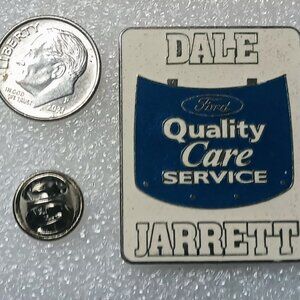 LIBERTY
IN GOD
WE TRUST
DALE
Ford
Quality
Care
SERVICE
JARRETT